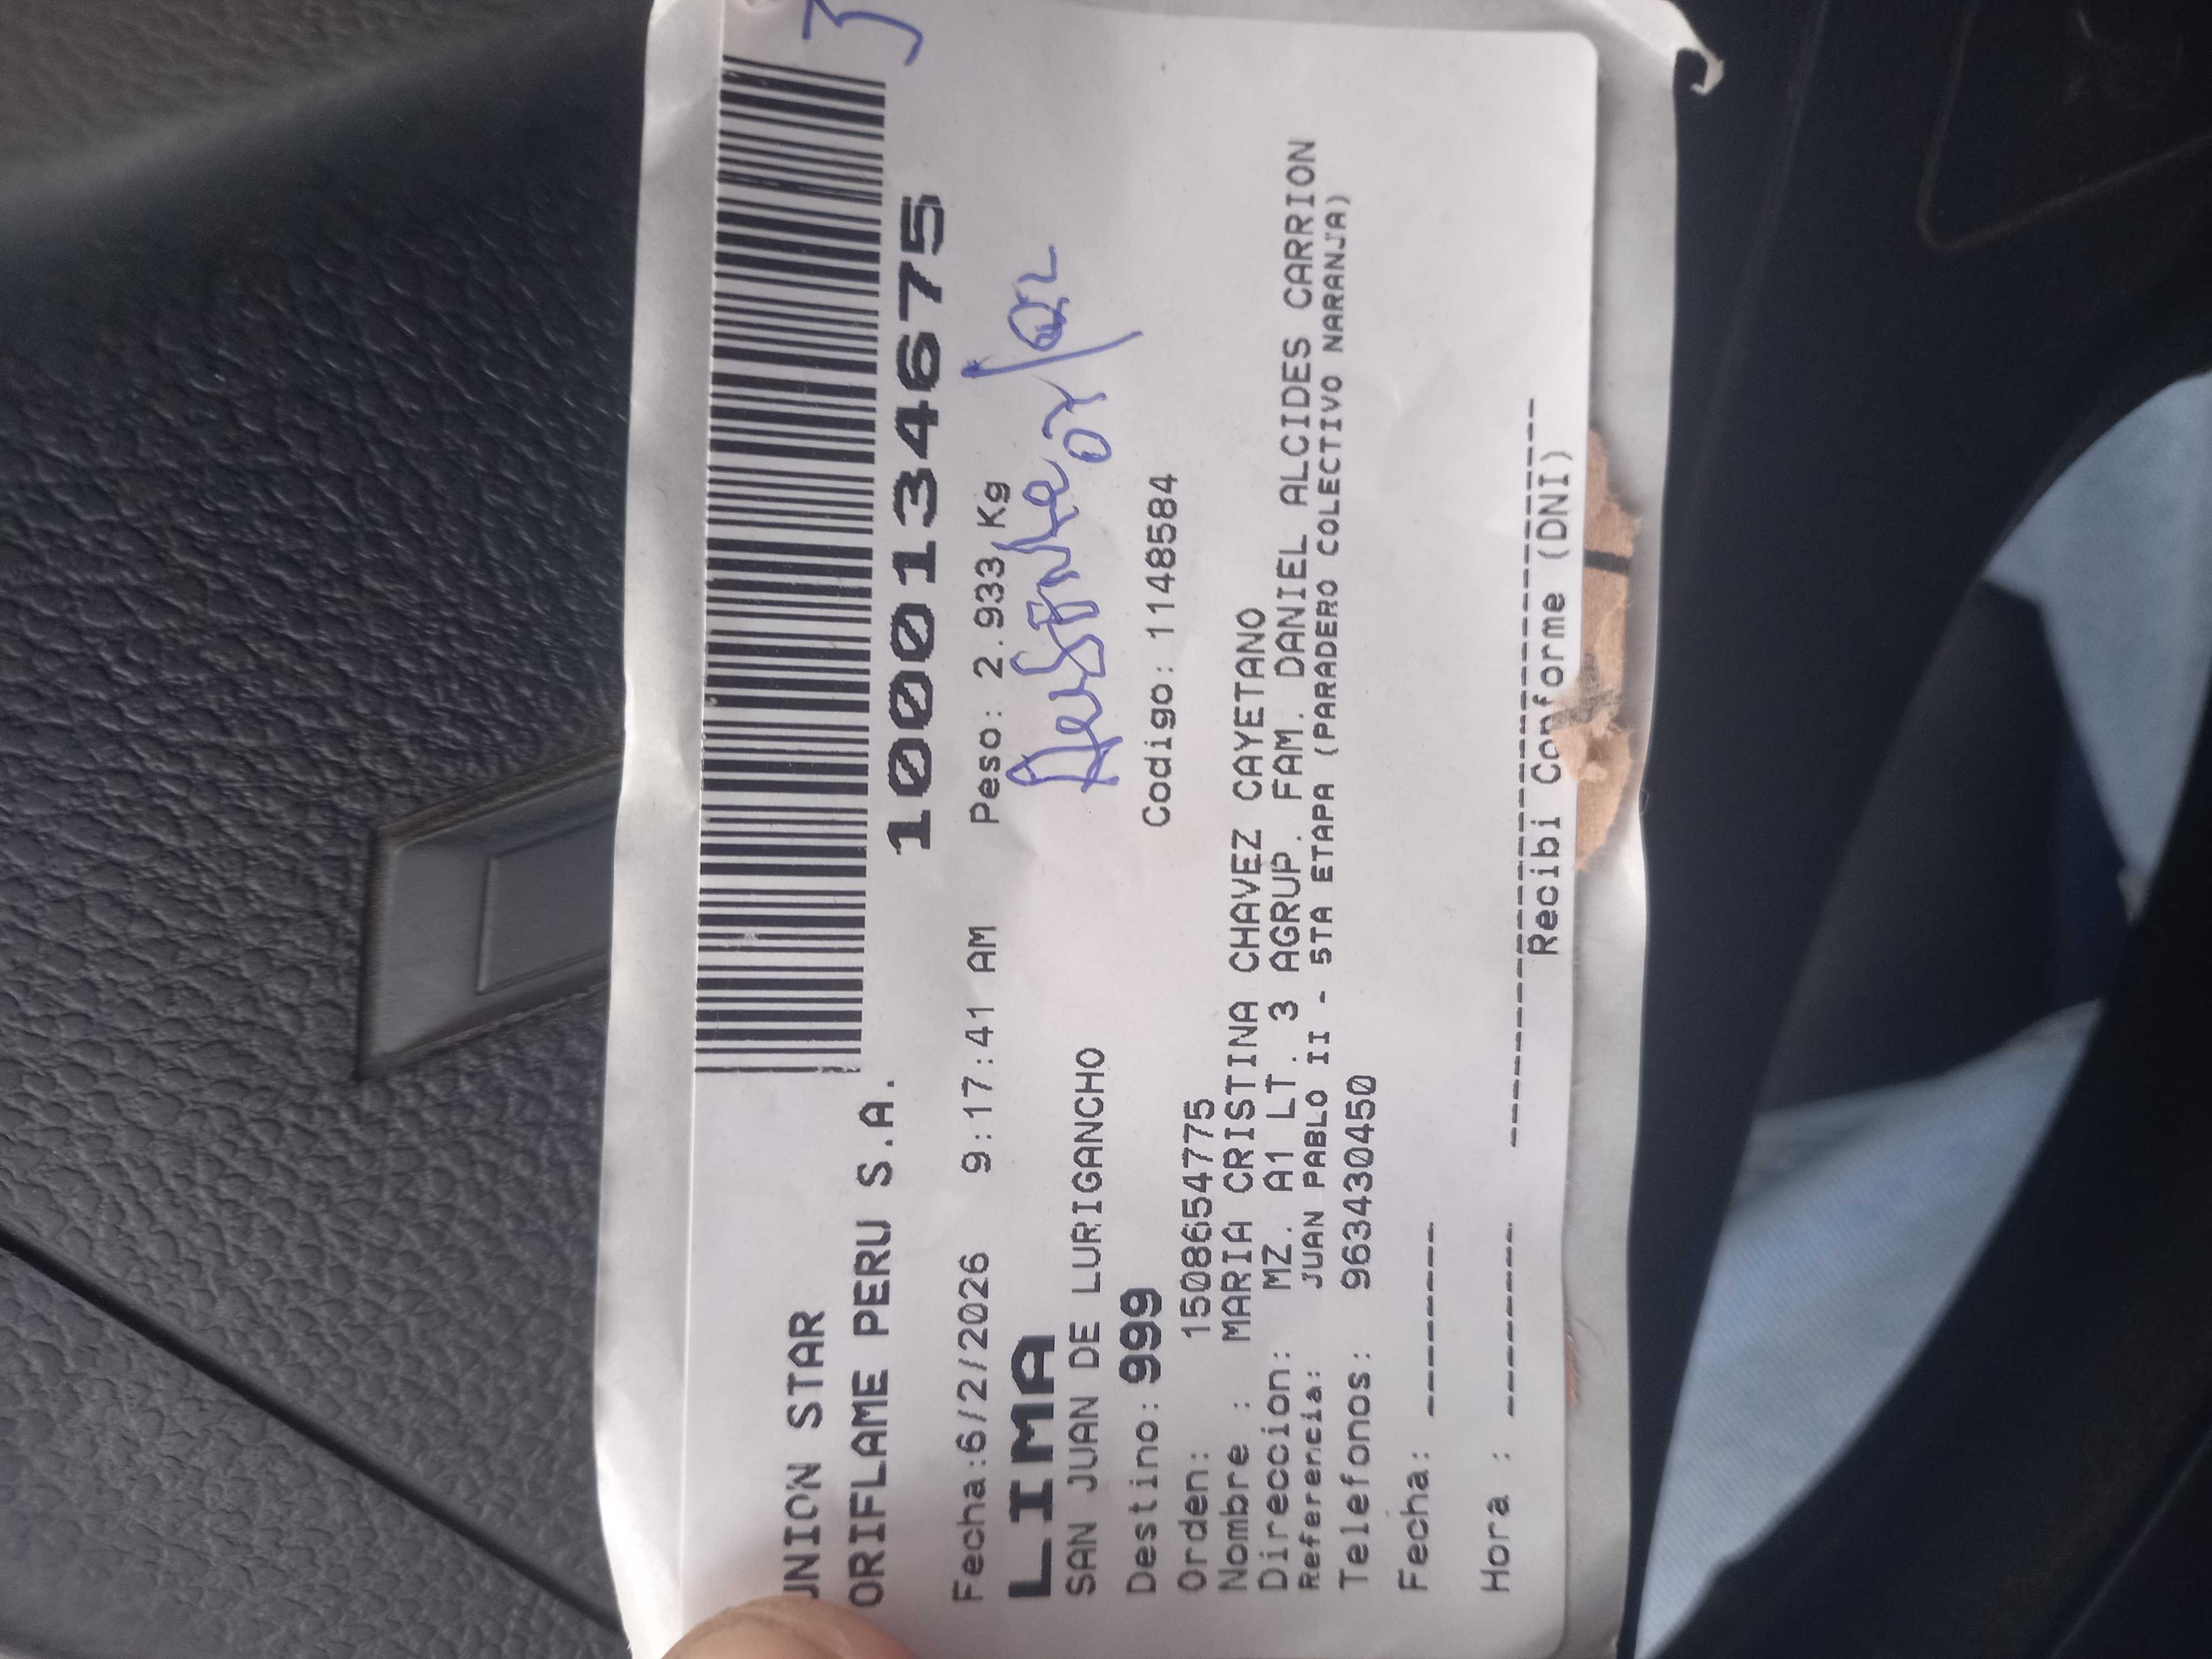 UNION STAR
ORIFLAME PERU S.A.
1000134675
Fecha:6/2/2026 9:17:41 AM Peso: 2.933 Kg
LIMA
SAN JUAN DE LURIGANCHO
Destino: 999 Codigo: 1148584
Orden: 1508654775
Nombre : MARIA CRISTINA CHAVEZ CAYETANO
Direccion: MZ. A1 LT. 3 AGRUP. FAM. DANIEL ALCIDES CARRION
Referencia: JUAN PABLO II - 5TA ETAPA (PARADERO COLECTIVO NARANJA)
Telefonos: 963430450
Fecha: --------
Hora : --------
Recibi Conforme (DNI)